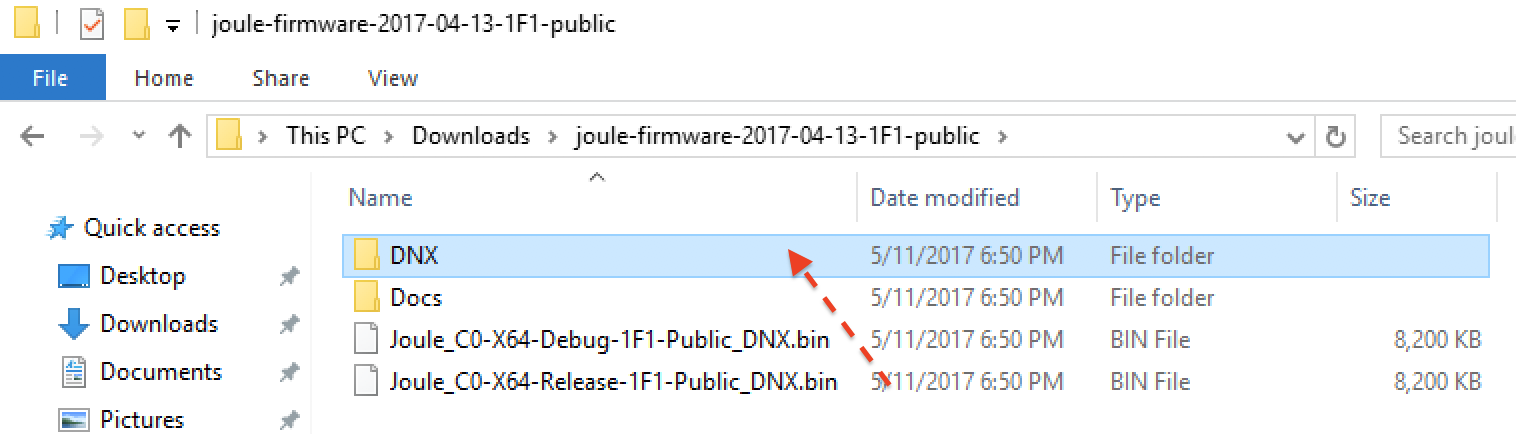 joule-firmware-2017-04-13-1F1-public
File Home Share View
This PC Downloads joule-firmware-2017-04-13-1F1-public Search joul
Name Date modified Type Size
Quick access
Desktop
Downloads
Documents
Pictures
DNX 5/11/2017 6:50 PM File folder
Docs 5/11/2017 6:50 PM File folder
Joule_C0-X64-Debug-1F1-Public_DNX.bin 5/11/2017 6:50 PM BIN File 8,200 KB
Joule_C0-X64-Release-1F1-Public_DNX.bin 5/11/2017 6:50 PM BIN File 8,200 KB